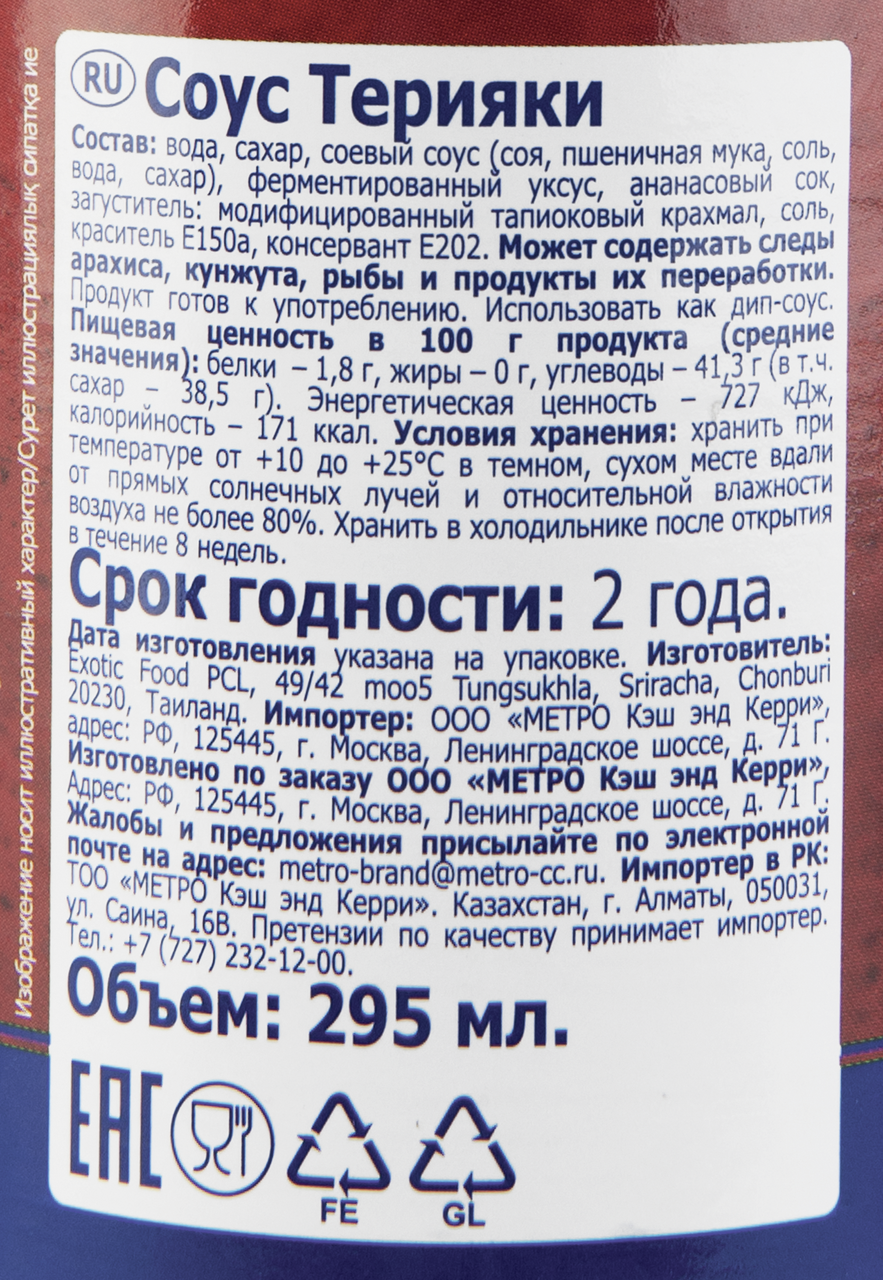 RU Соус Терияки
Состав: вода, сахар, соевый соус (соя, пшеничная мука, соль,
вода, сахар), ферментированный уксус, ананасовый сок,
загуститель: модифицированный тапиоковый крахмал, соль,
краситель Е150а, консервант Е202. Может содержать следы
арахиса, кунжута, рыбы и продукты их переработки.
Продукт готов к употреблению. Использовать как дип-соус.
Пищевая ценность в 100 г продукта (средние
значения): белки – 1,8 г, жиры – 0 г, углеводы – 41,3 г (в т.ч.
сахар – 38,5 г). Энергетическая ценность – 727 кДж,
калорийность – 171 ккал. Условия хранения: хранить при
температуре от +10 до +25°С в темном, сухом месте вдали
от прямых солнечных лучей и относительной влажности
воздуха не более 80%. Хранить в холодильнике после открытия
в течение 8 недель.
Срок годности: 2 года.
Дата изготовления указана на упаковке. Изготовитель:
Exotic Food PCL, 49/42 moo5 Tungsukhla, Sriracha, Chonburi
20230, Таиланд. Импортер: ООО «МЕТРО Кэш энд Керри»,
адрес: РФ, 125445, г. Москва, Ленинградское шоссе, д. 71 Г.
Изготовлено по заказу ООО «МЕТРО Кэш энд Керри»,
Адрес: РФ, 125445, г. Москва, Ленинградское шоссе, д. 71 Г.
Жалобы и предложения присылайте по электронной
почте на адрес: metro-brand@metro-cc.ru. Импортер в РК:
ТОО «МЕТРО Кэш энд Керри». Казахстан, г. Алматы, 050031,
ул. Саина, 16В. Претензии по качеству принимает импортер.
Тел.: +7 (727) 232-12-00.
Объем: 295 мл.
ЕАС
FE GL
Изображение носит иллюстративный характер/Сурет иллюстрациялық сипатқа ие